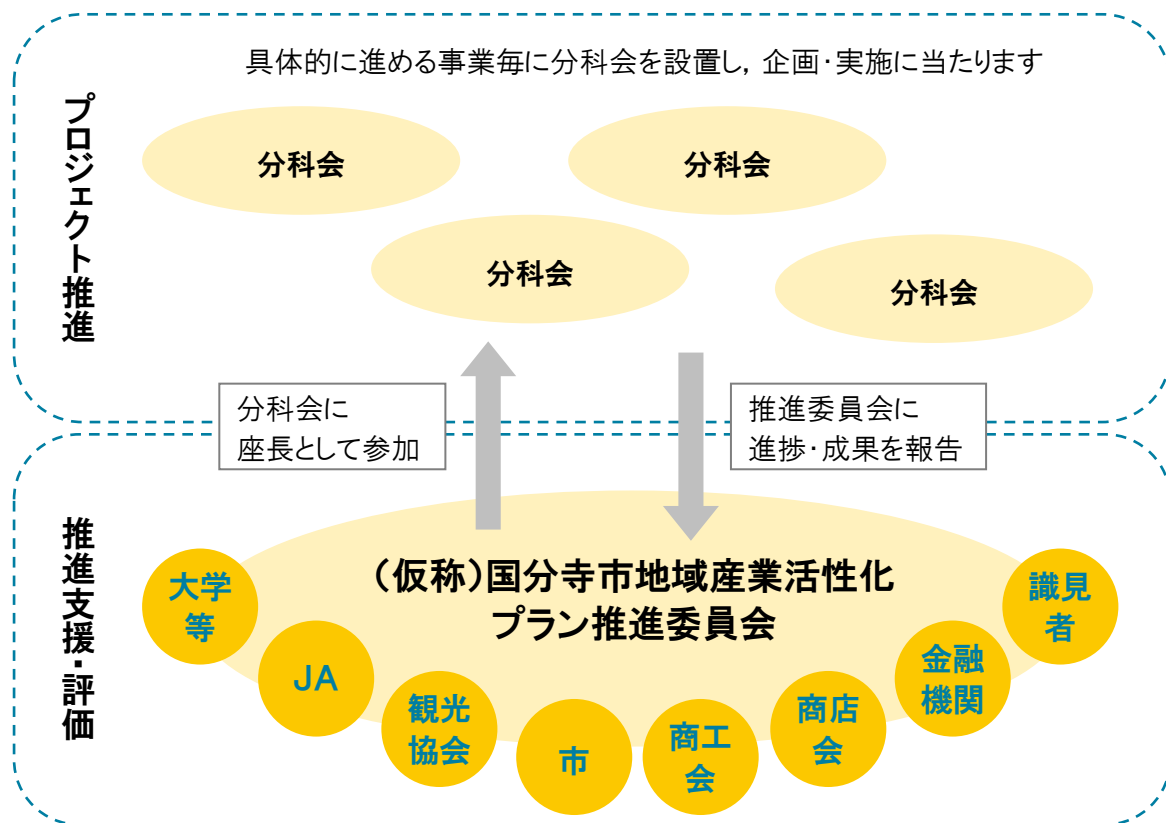 具体的に進める事業毎に分科会を設置し，企画・実施に当たります
プロジェクト推進
分科会
分科会
分科会
分科会
分科会に
座長として参加
推進委員会に
進捗・成果を報告
推進支援・評価
（仮称）国分寺市地域産業活性化
プラン推進委員会
大学
等
JA
観光
協会
市
商工
会
商店
会
金融
機関
識見
者